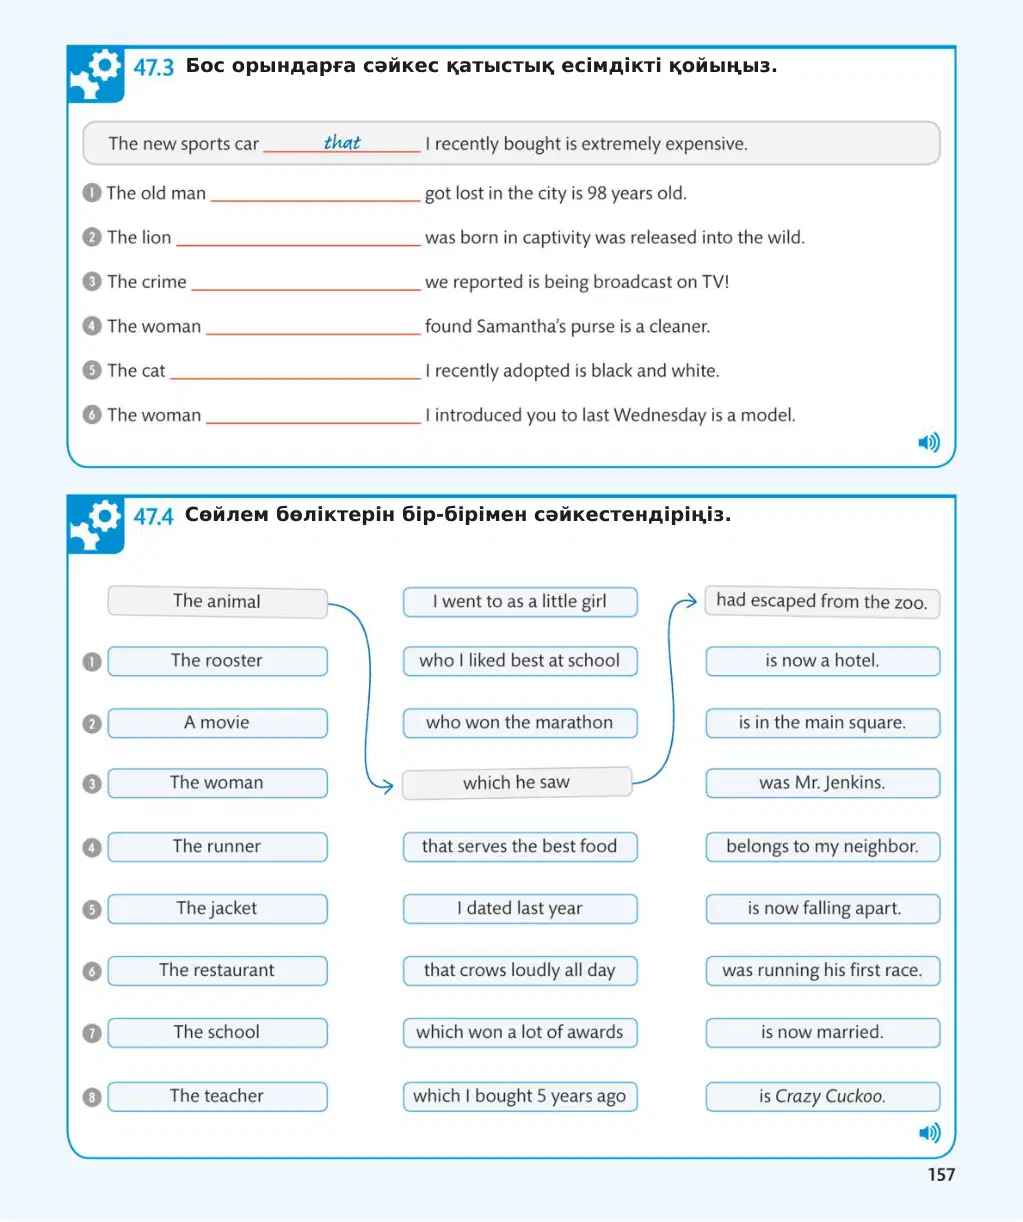 47.3 Бос орындарға сәйкес қатыстық есімдікті қойыңыз.
The new sports car that I recently bought is extremely expensive.
1 The old man ____ got lost in the city is 98 years old.
2 The lion ____ was born in captivity was released into the wild.
3 The crime ____ we reported is being broadcast on TV!
4 The woman ____ found Samantha's purse is a cleaner.
5 The cat ____ I recently adopted is black and white.
6 The woman ____ I introduced you to last Wednesday is a model.
47.4 Сөйлем бөліктерін бір-бірімен сәйкестендіріңіз.
The animal I went to as a little girl had escaped from the zoo.
1 The rooster who I liked best at school is now a hotel.
2 A movie who won the marathon is in the main square.
3 The woman which he saw was Mr. Jenkins.
4 The runner that serves the best food belongs to my neighbor.
5 The jacket I dated last year is now falling apart.
6 The restaurant that crows loudly all day was running his first race.
7 The school which won a lot of awards is now married.
8 The teacher which I bought 5 years ago is Crazy Cuckoo.
157